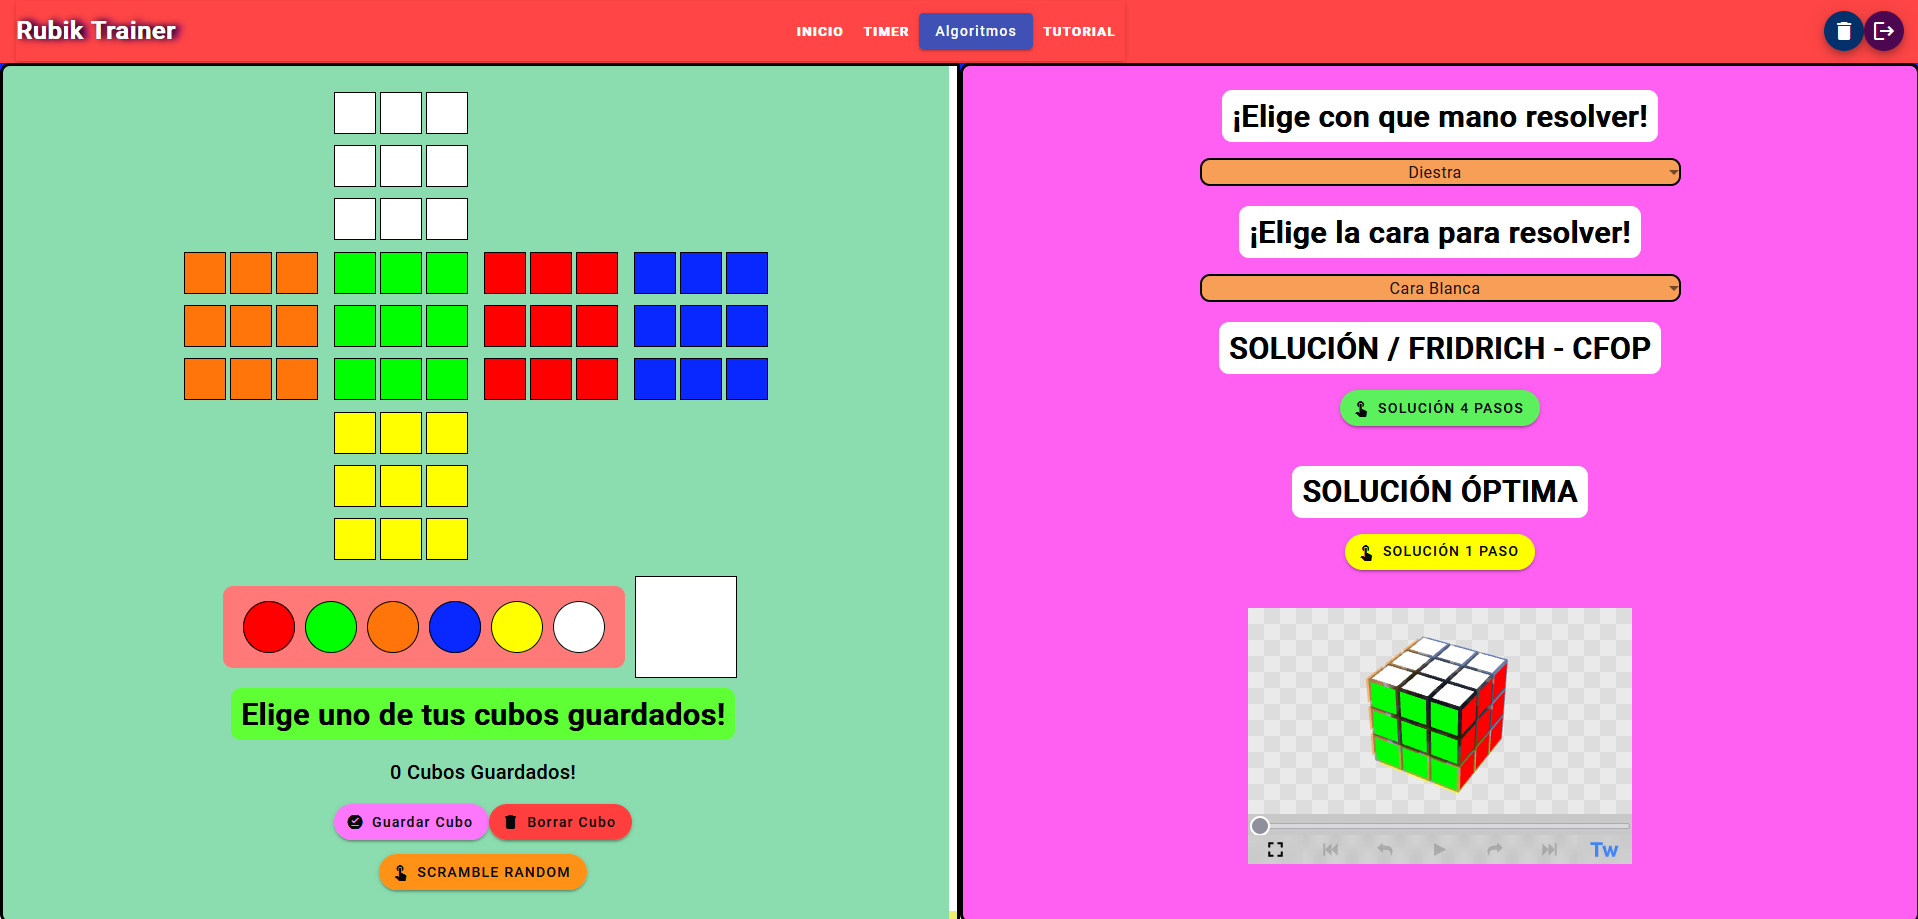 Rubik Trainer
INICIO
TIMER
Algoritmos
TUTORIAL
Elige uno de tus cubos guardados!
0 Cubos Guardados!
Guardar Cubo
Borrar Cubo
SCRAMBLE RANDOM
¡Elige con que mano resolver!
Diestra
¡Elige la cara para resolver!
Cara Blanca
SOLUCIÓN / FRIDRICH - CFOP
SOLUCIÓN 4 PASOS
SOLUCIÓN ÓPTIMA
SOLUCIÓN 1 PASO
Tw